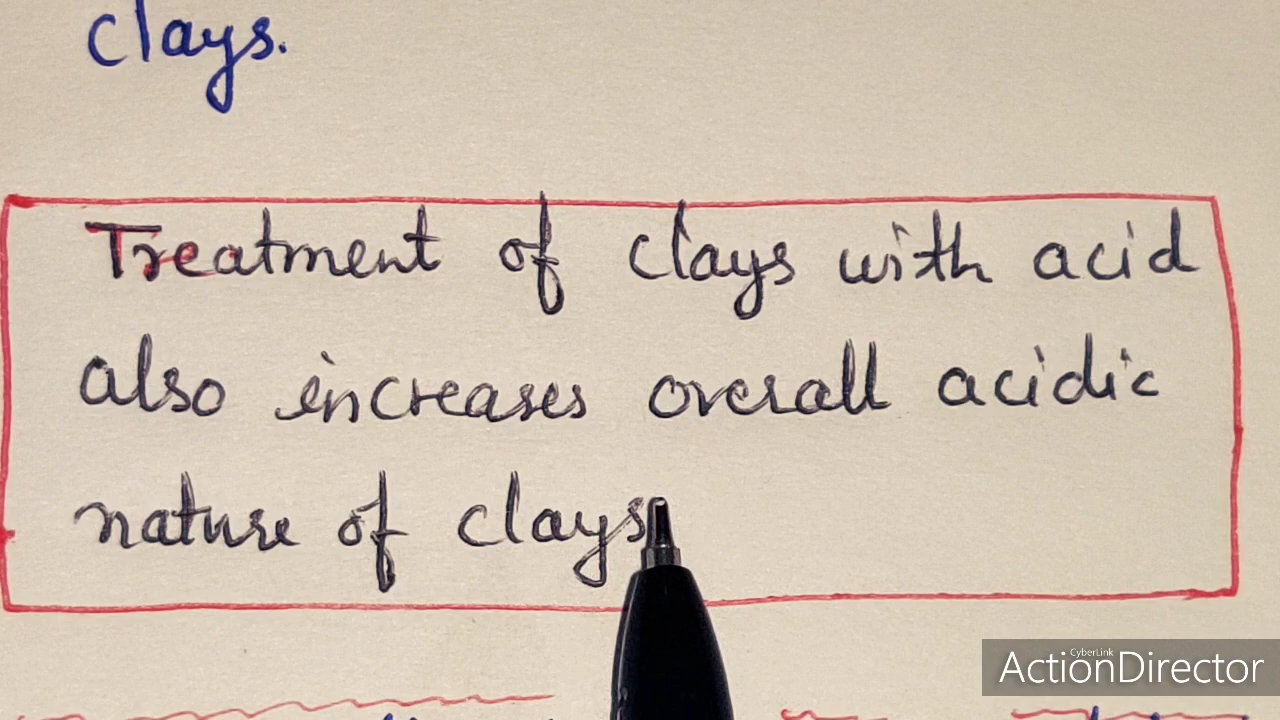 clays.
Treatment of clays with acid
also increases overall acidic
nature of clays
CyberLink
ActionDirector